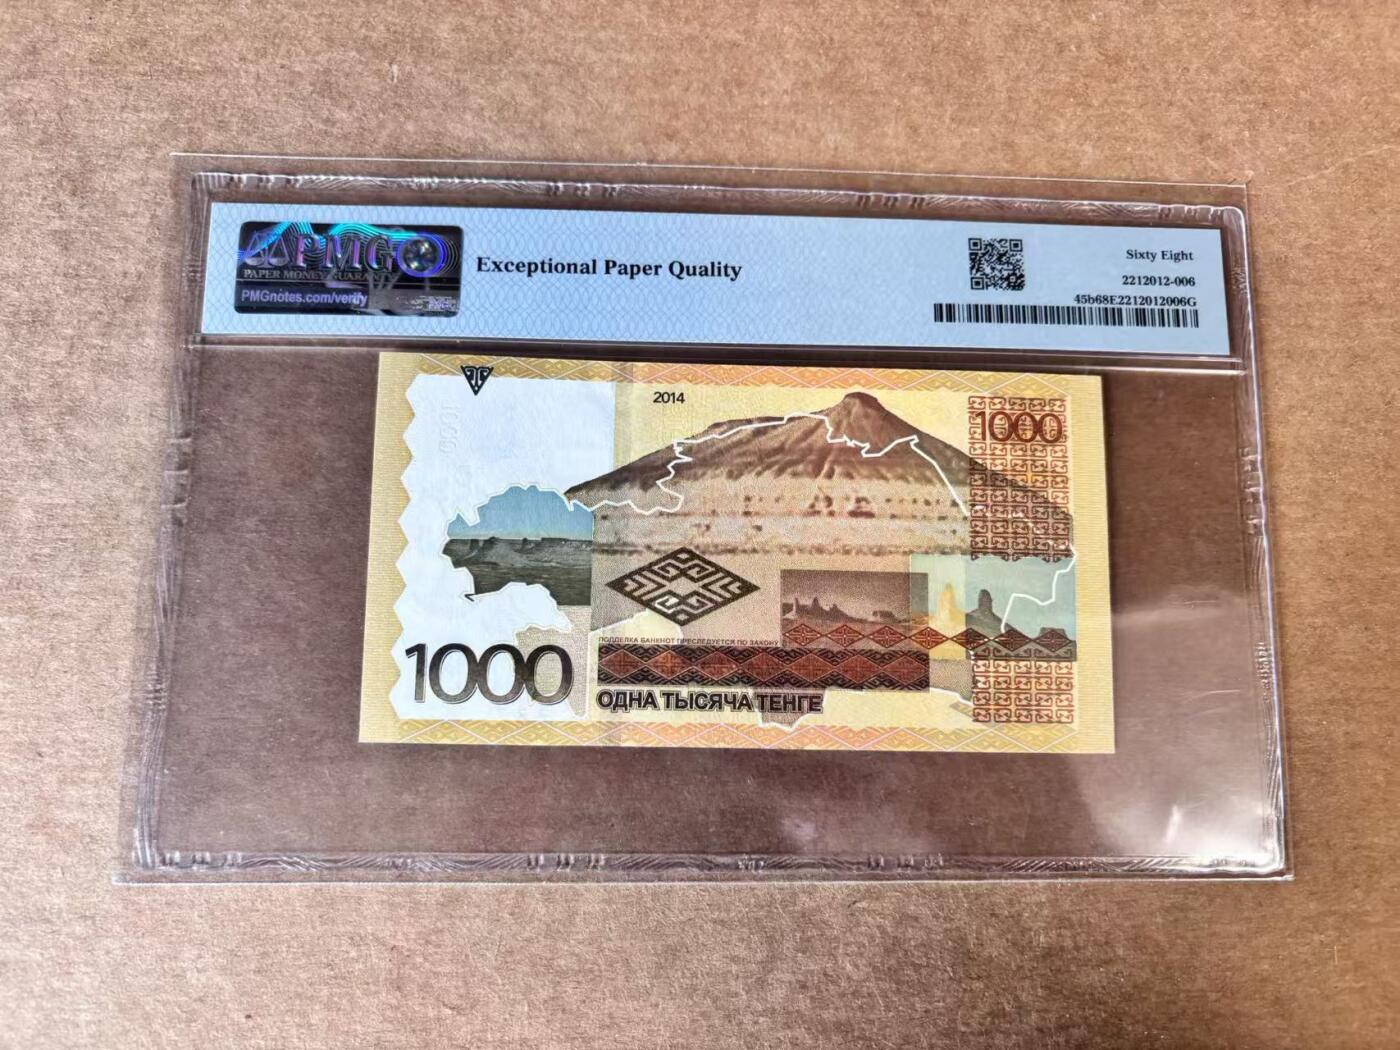 PMG
PAPER MONEY GUARANTY
PMGnotes.com/verify
Exceptional Paper Quality
Sixty Eight
2212012-006
45b68E2212012006G
2014
1000
ПОДДЕЛКА БАНКНОТ ПРЕСЛЕДУЕТСЯ ПО ЗАКОНУ
1000
ОДНА ТЫСЯЧА ТЕНГЕ